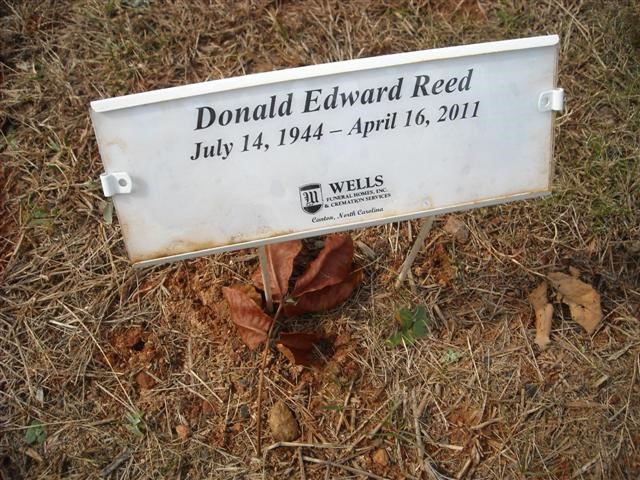 Donald Edward Reed
July 14, 1944 – April 16, 2011
WELLS
FUNERAL HOMES, INC.
& CREMATION SERVICES
Canton, North Carolina